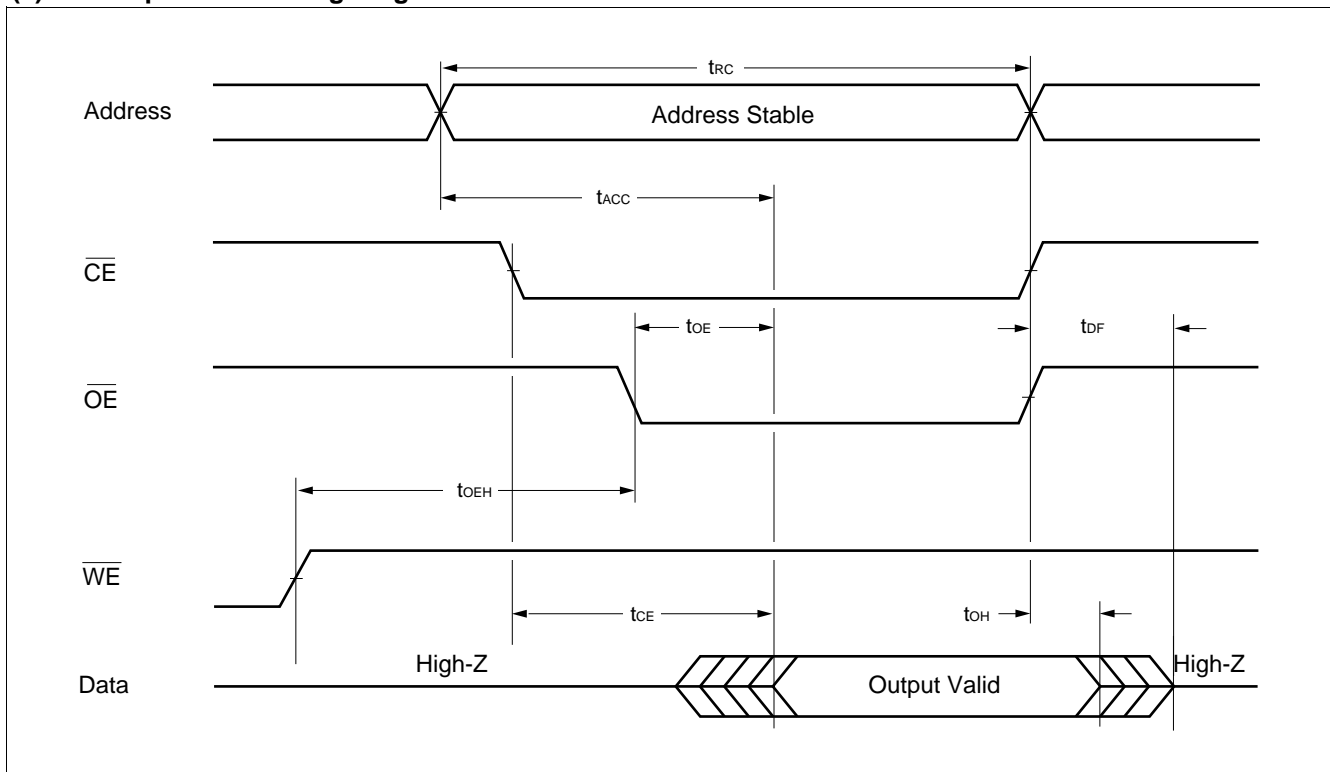 tRC
Address
Address Stable
tACC
CE
tOE
tDF
OE
tOEH
WE
tCE
tOH
High-Z
High-Z
Data
Output Valid